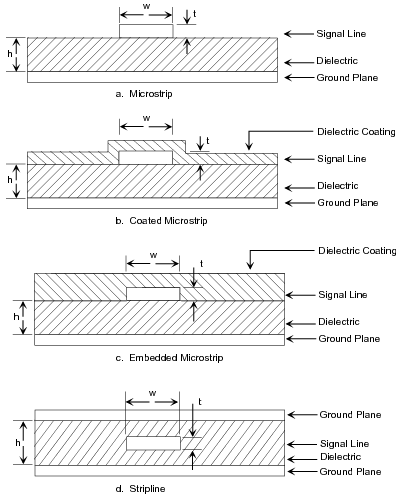 w
t
Signal Line
h
Dielectric
Ground Plane
a. Microstrip
w
Dielectric Coating
t
Signal Line
h
Dielectric
Ground Plane
b. Coated Microstrip
Dielectric Coating
w
t
Signal Line
h
Dielectric
Ground Plane
c. Embedded Microstrip
w
t
Ground Plane
h
Signal Line
Dielectric
Ground Plane
d. Stripline